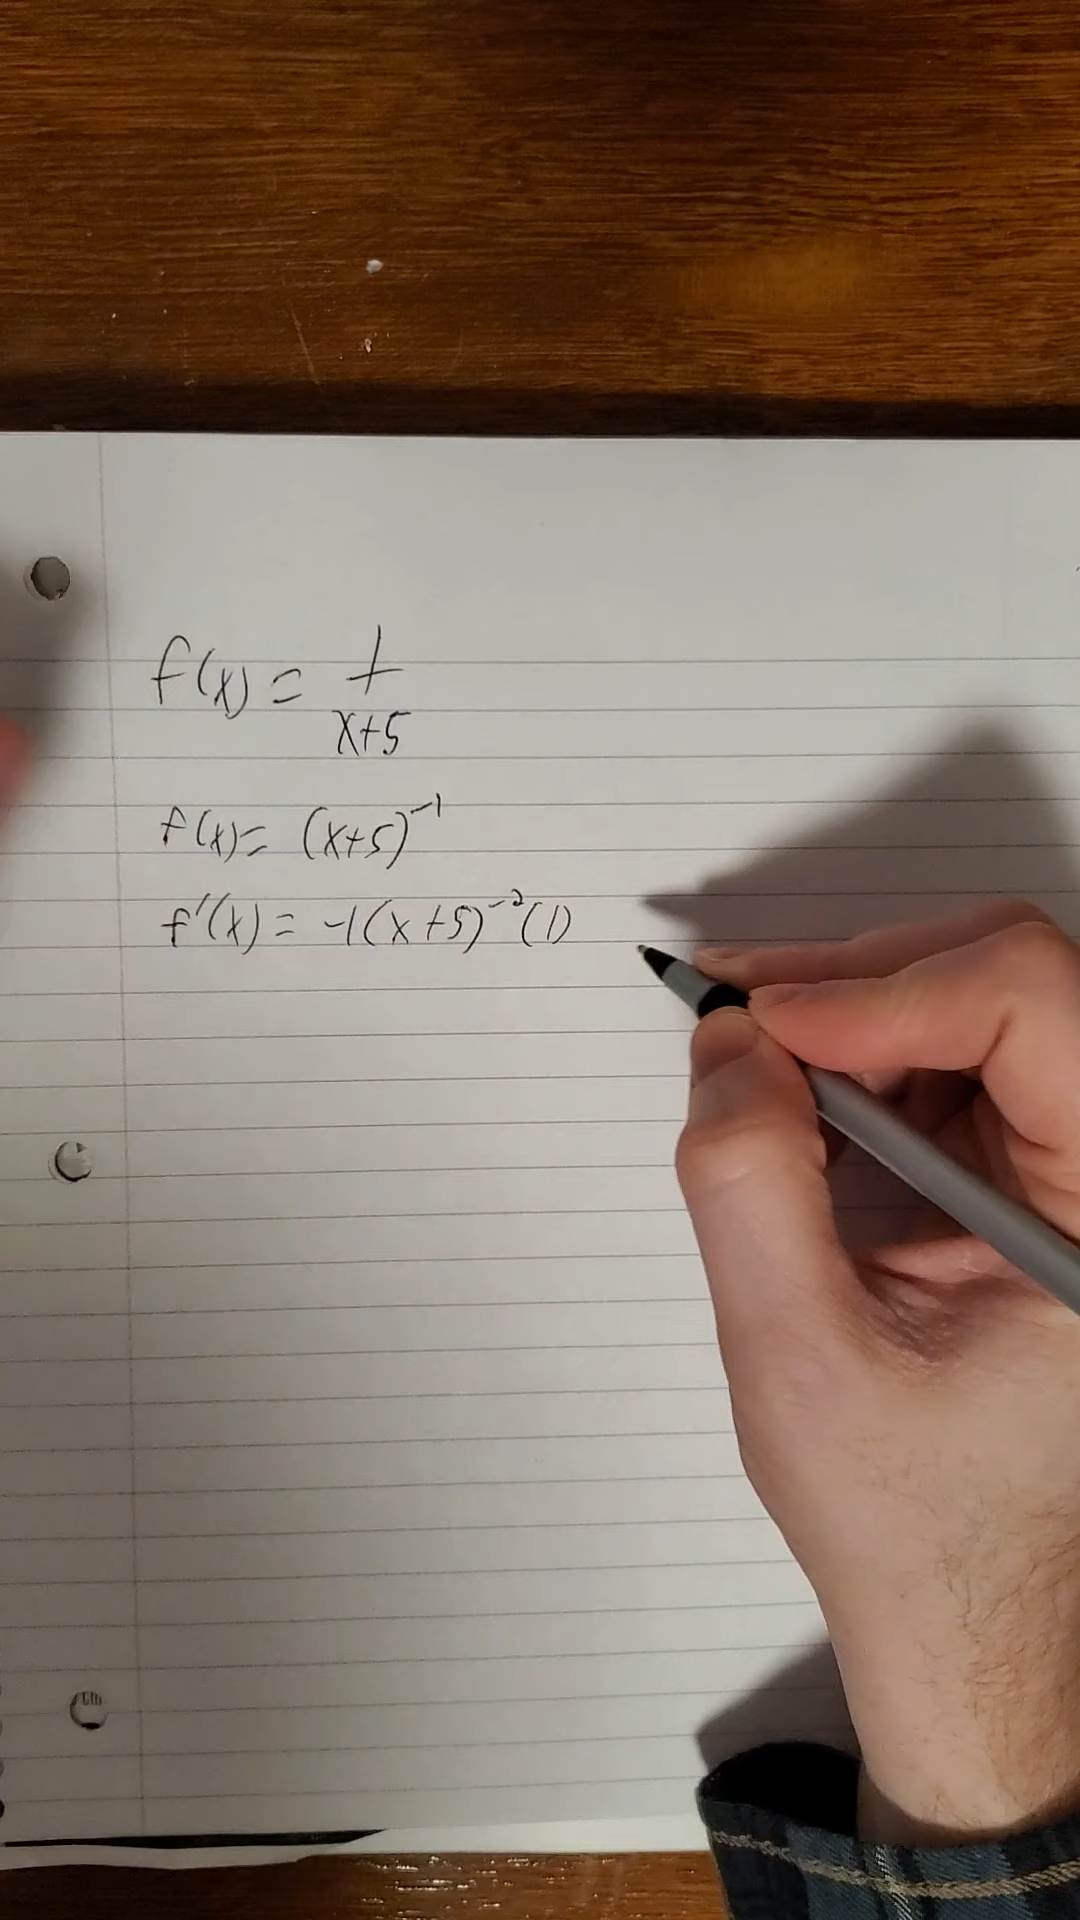 f(x) = 1/(x+5)
f(x) = (x+5)⁻¹
f'(x) = -1(x+5)⁻²(1)